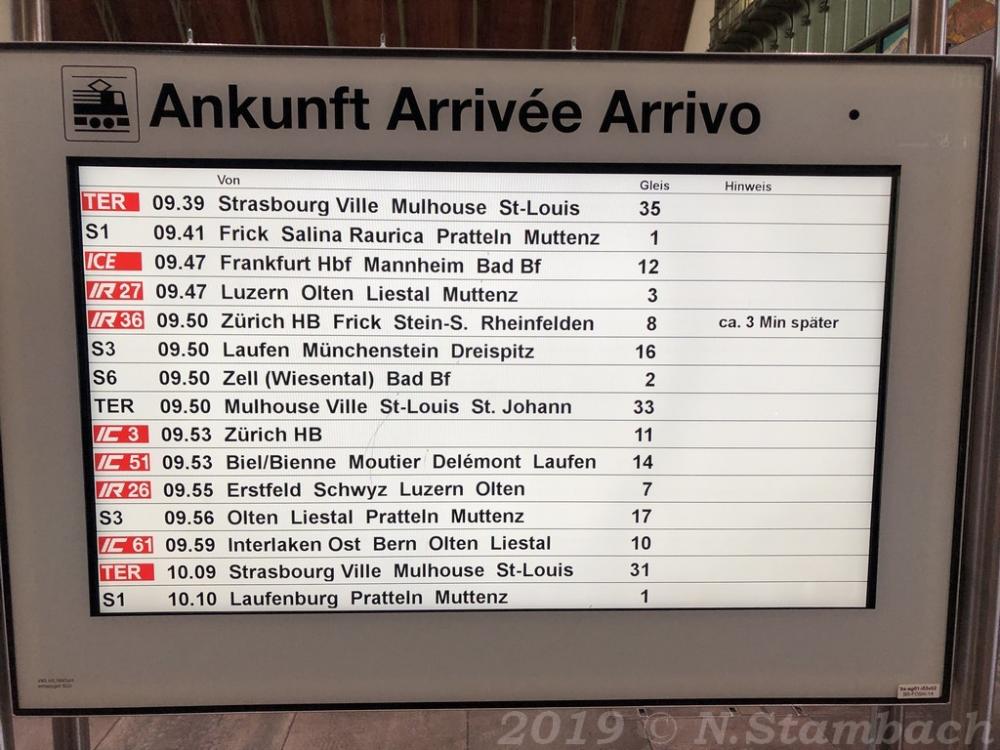 Ankunft Arrivée Arrivo
Von Gleis Hinweis
TER 09.39 Strasbourg Ville Mulhouse St-Louis 35
S1 09.41 Frick Salina Raurica Pratteln Muttenz 1
ICE 09.47 Frankfurt Hbf Mannheim Bad Bf 12
IR 27 09.47 Luzern Olten Liestal Muttenz 3
IR 36 09.50 Zürich HB Frick Stein-S. Rheinfelden 8 ca. 3 Min später
S3 09.50 Laufen Münchenstein Dreispitz 16
S6 09.50 Zell (Wiesental) Bad Bf 2
TER 09.50 Mulhouse Ville St-Louis St. Johann 33
IC 3 09.53 Zürich HB 11
IC 51 09.53 Biel/Bienne Moutier Delémont Laufen 14
IR 26 09.55 Erstfeld Schwyz Luzern Olten 7
S3 09.56 Olten Liestal Pratteln Muttenz 17
IC 61 09.59 Interlaken Ost Bern Olten Liestal 10
TER 10.09 Strasbourg Ville Mulhouse St-Louis 31
S1 10.10 Laufenburg Pratteln Muttenz 1
2019 © N.Stambach